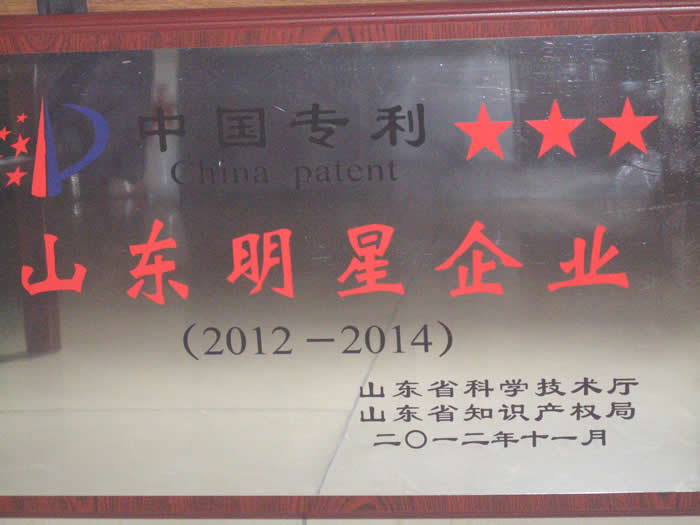 中国专利 ★★★
China patent
山东明星企业
(2012-2014)
山东省科学技术厅
山东省知识产权局
二〇一二年十一月